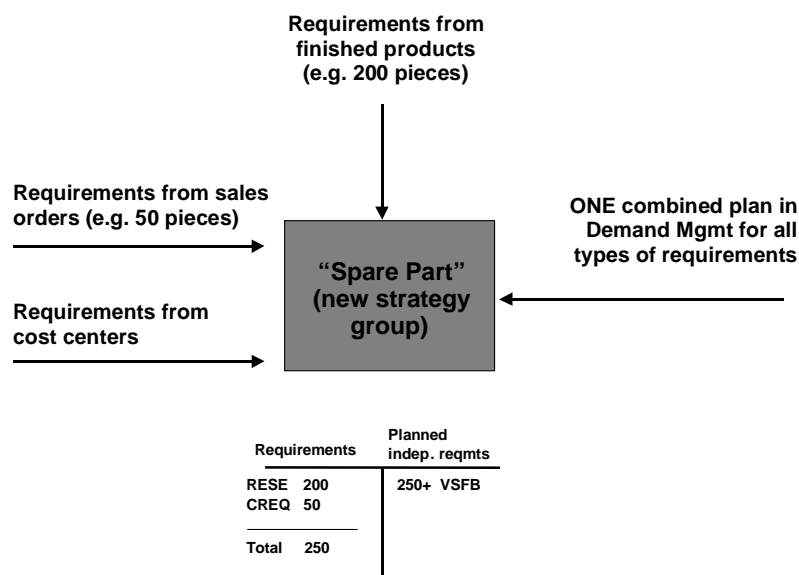 Requirements from
finished products
(e.g. 200 pieces)
Requirements from sales
orders (e.g. 50 pieces)
ONE combined plan in
Demand Mgmt for all
types of requirements
“Spare Part”
(new strategy
group)
Requirements from
cost centers
Requirements
Planned
indep. reqmts
RESE 200
250+ VSFB
CREQ 50
Total 250